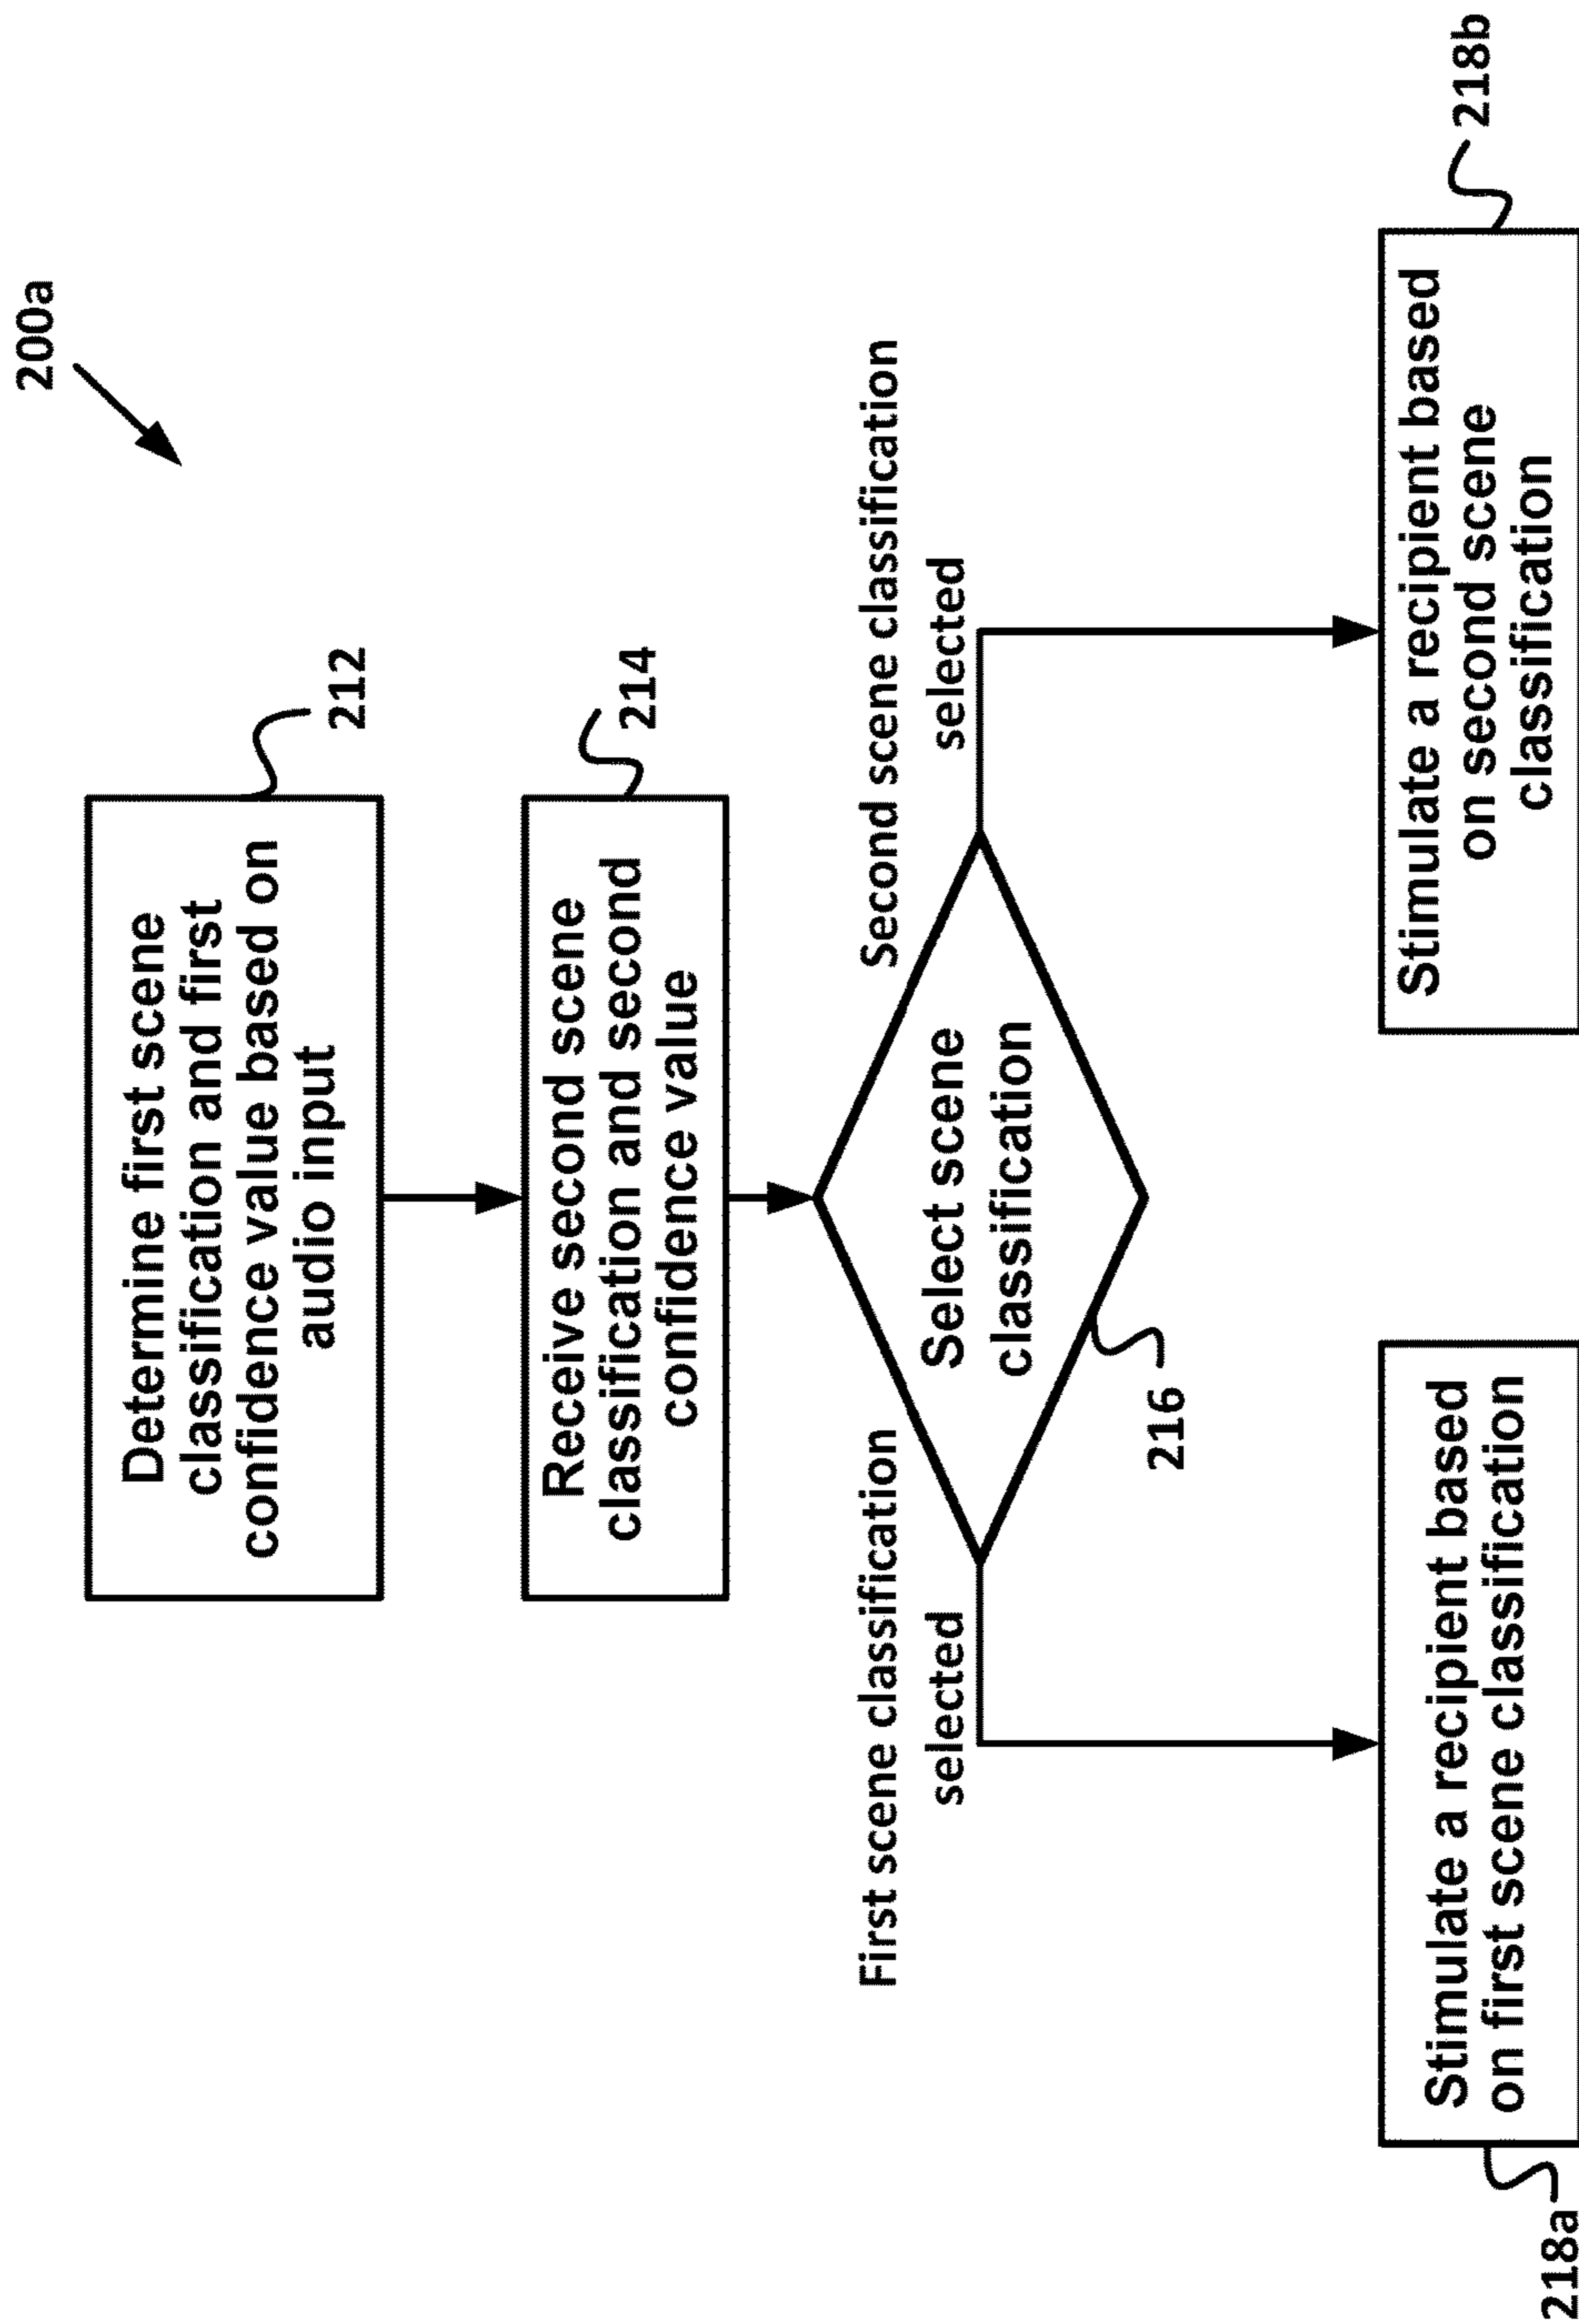 200a
Determine first scene
classification and first
confidence value based on
audio input
212
Receive second scene
classification and second
confidence value
214
First scene classification
selected
Second scene classification
selected
Select scene
classification
216
Stimulate a recipient based
on first scene classification
218a
Stimulate a recipient based
on second scene
classification
218b